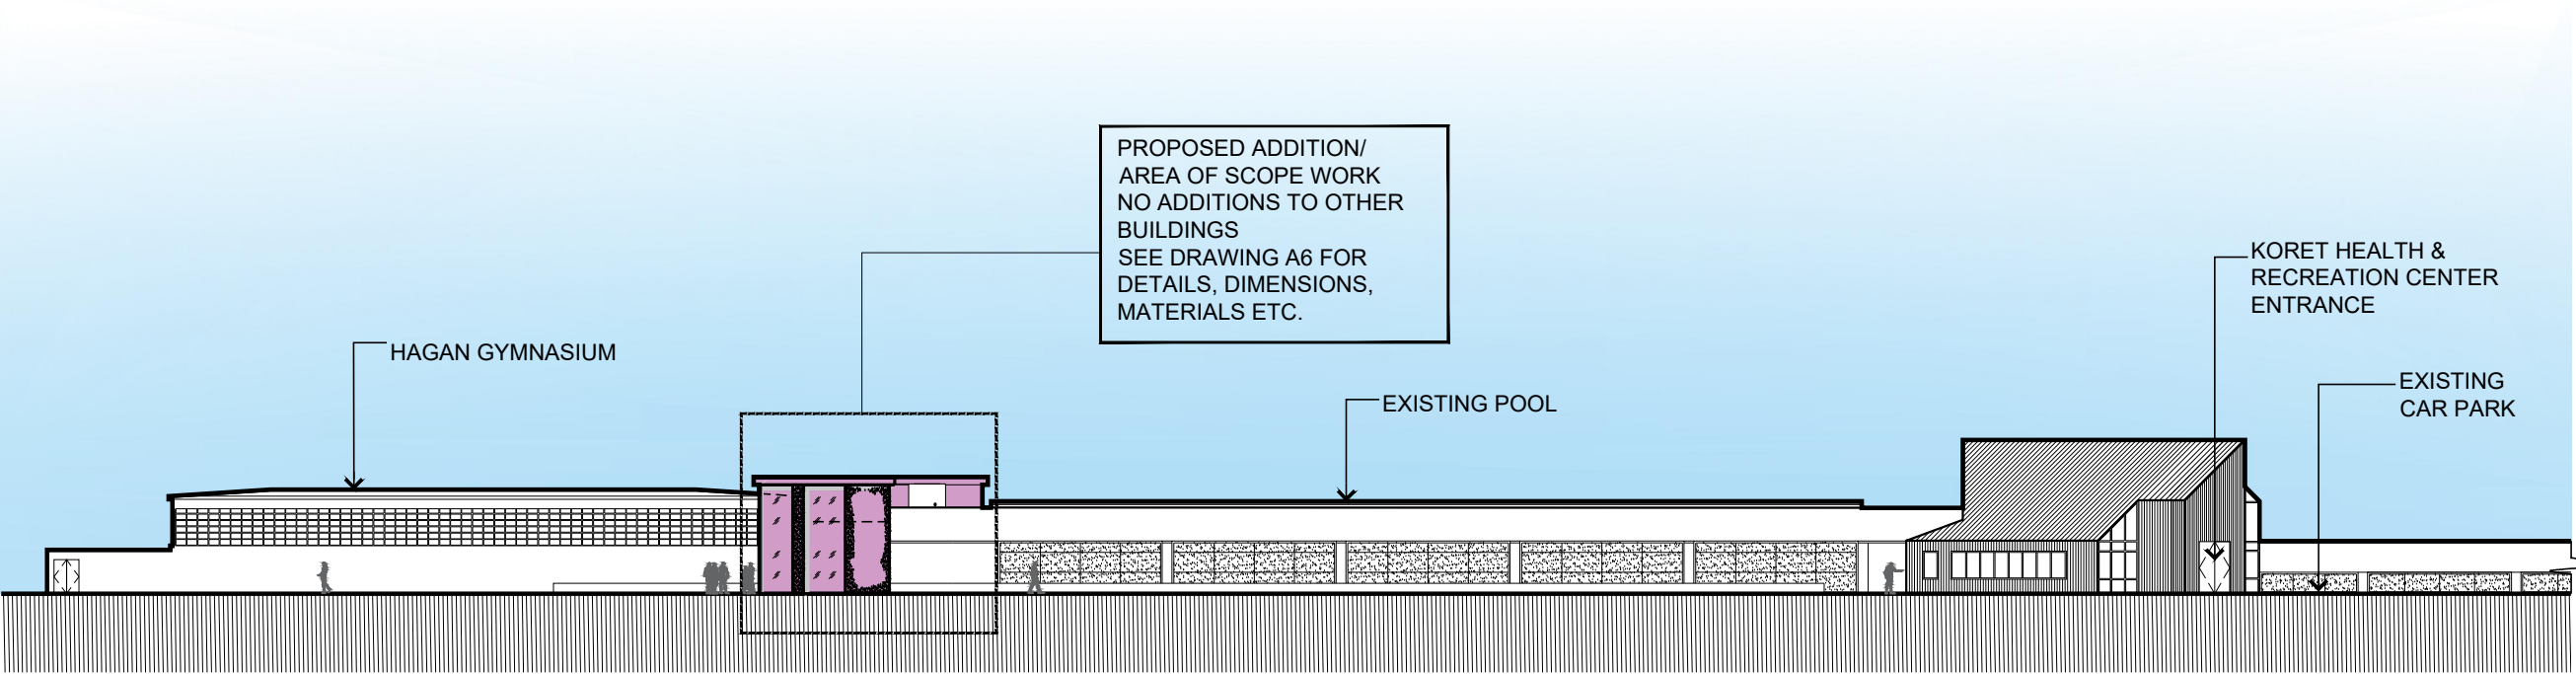 PROPOSED ADDITION/
AREA OF SCOPE WORK
NO ADDITIONS TO OTHER
BUILDINGS
SEE DRAWING A6 FOR
DETAILS, DIMENSIONS,
MATERIALS ETC.
KORET HEALTH &
RECREATION CENTER
ENTRANCE
HAGAN GYMNASIUM
EXISTING POOL
EXISTING
CAR PARK